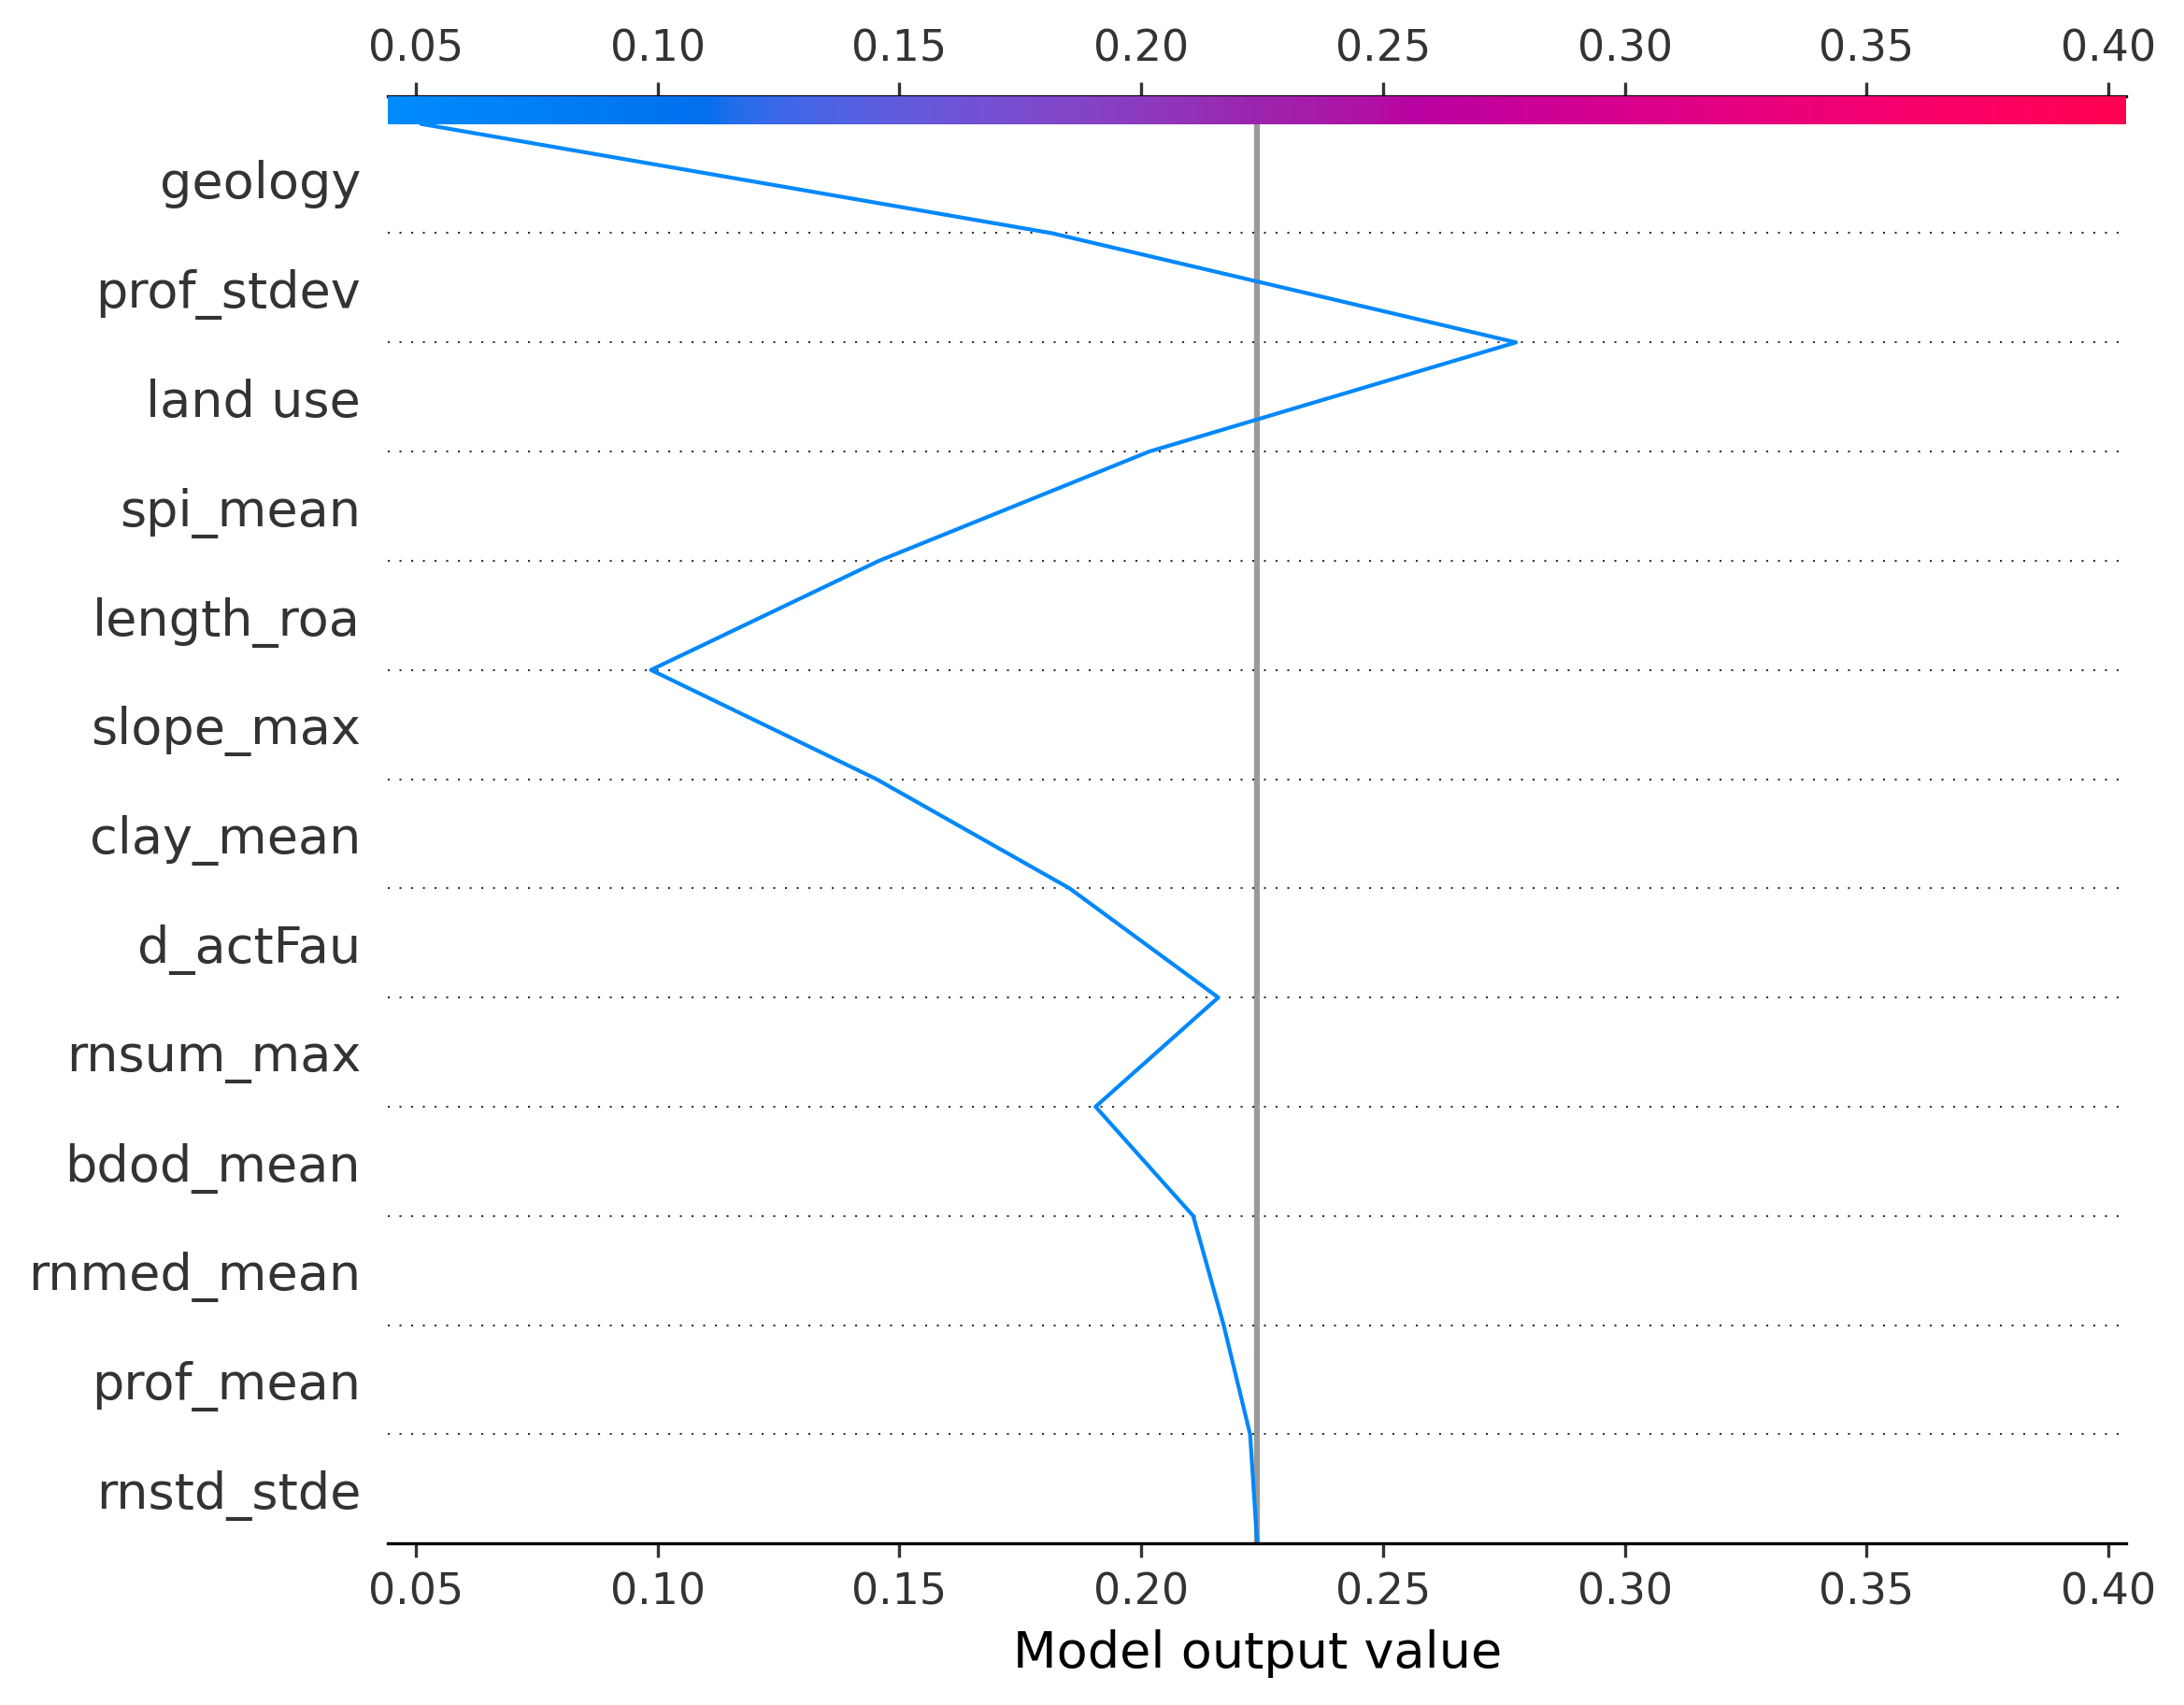 0.05 0.10 0.15 0.20 0.25 0.30 0.35 0.40
geology
prof_stdev
land use
spi_mean
length_roa
slope_max
clay_mean
d_actFau
rnsum_max
bdod_mean
rnmed_mean
prof_mean
rnstd_stde
0.05 0.10 0.15 0.20 0.25 0.30 0.35 0.40
Model output value